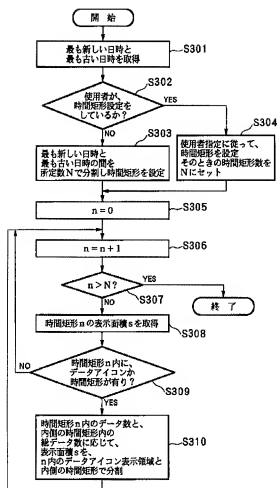 開 始
最も新しい日時と
最も古い日時を取得
S301
使用者が、
時間矩形設定を
しているか?
S302
YES
NO
S303
最も新しい日時と
最も古い日時の間を
所定数Nで分割し時間矩形を設定
S304
使用者指定に従って、
時間矩形を設定
そのときの時間矩形数を
Nにセット
n=0
S305
n=n+1
S306
n>N?
YES
NO
S307
終 了
時間矩形nの表示面積sを取得
S308
NO
時間矩形n内に、
データアイコンか
時間矩形が有り?
S309
YES
時間矩形n内のデータ数と、
内側の時間矩形内の
総データ数に応じて、
表示面積sを、
n内のデータアイコン表示領域と
内側の時間矩形で分割
S310